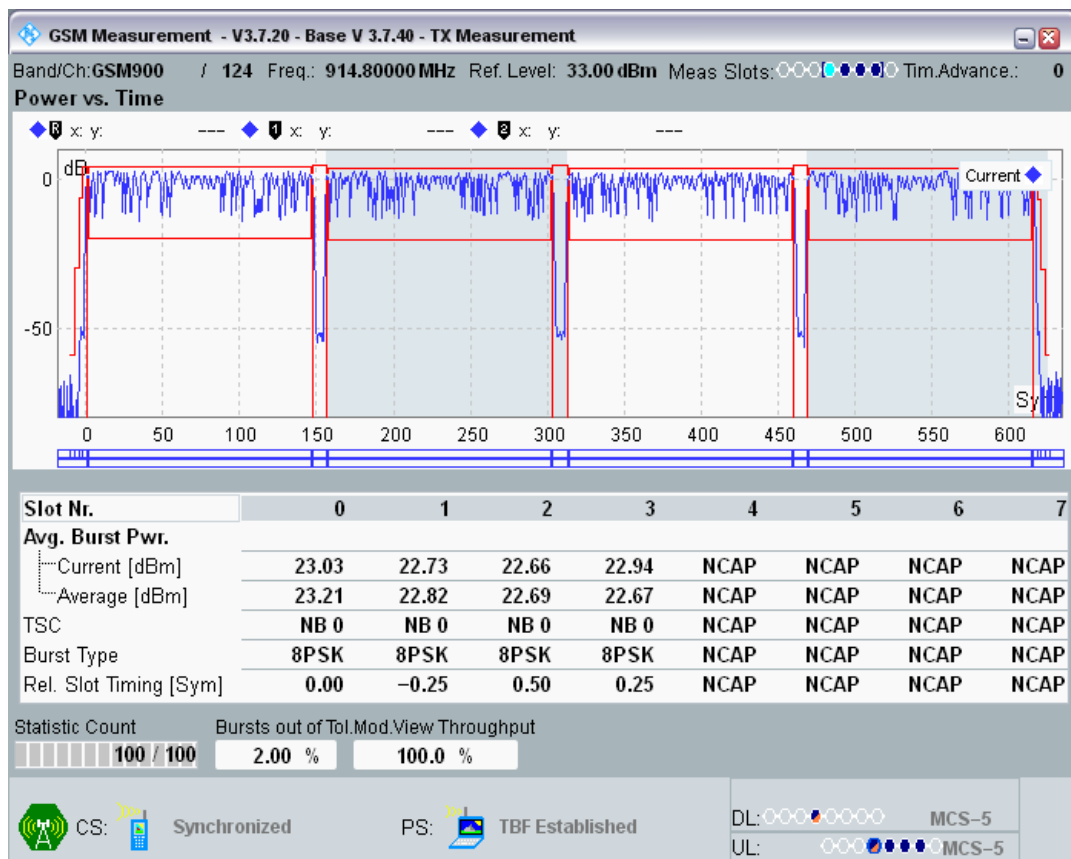 GSM Measurement - V3.7.20 - Base V 3.7.40 - TX Measurement
Band/Ch:GSM900 / 124 Freq.: 914.80000 MHz Ref. Level: 33.00 dBm Meas Slots: Tim.Advance.: 0
Power vs. Time
R x: y: --- 1 x: y: --- 2 x: y: ---
dB
0
Current
-50
Sy
0 50 100 150 200 250 300 350 400 450 500 550 600
Slot Nr. 0 1 2 3 4 5 6 7
Avg. Burst Pwr.
Current [dBm] 23.03 22.73 22.66 22.94 NCAP NCAP NCAP NCAP
Average [dBm] 23.21 22.82 22.69 22.67 NCAP NCAP NCAP NCAP
TSC NB 0 NB 0 NB 0 NB 0 NCAP NCAP NCAP NCAP
Burst Type 8PSK 8PSK 8PSK 8PSK NCAP NCAP NCAP NCAP
Rel. Slot Timing [Sym] 0.00 −0.25 0.50 0.25 NCAP NCAP NCAP NCAP
Statistic Count Bursts out of Tol.Mod.View Throughput
100 / 100 2.00 % 100.0 %
CS: Synchronized PS: TBF Established DL: MCS−5
UL: MCS−5